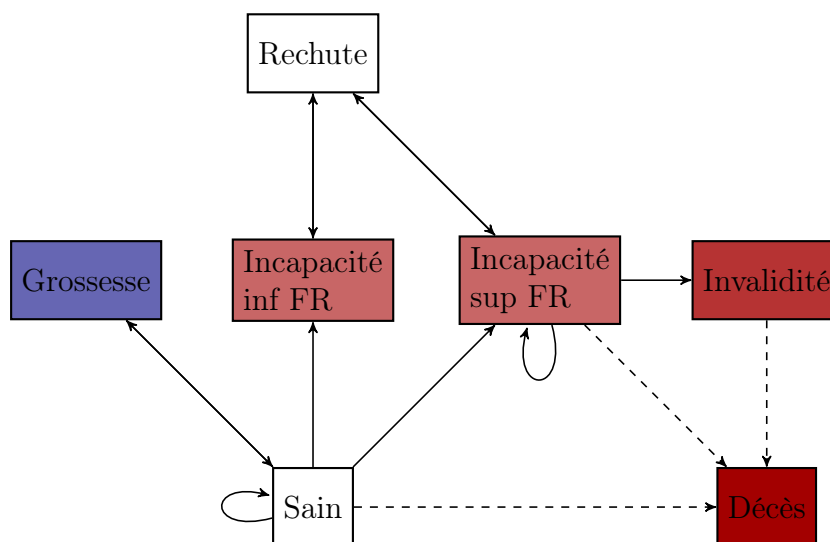 Rechute
Grossesse
Incapacité
inf FR
Incapacité
sup FR
Invalidité
Sain
Décès